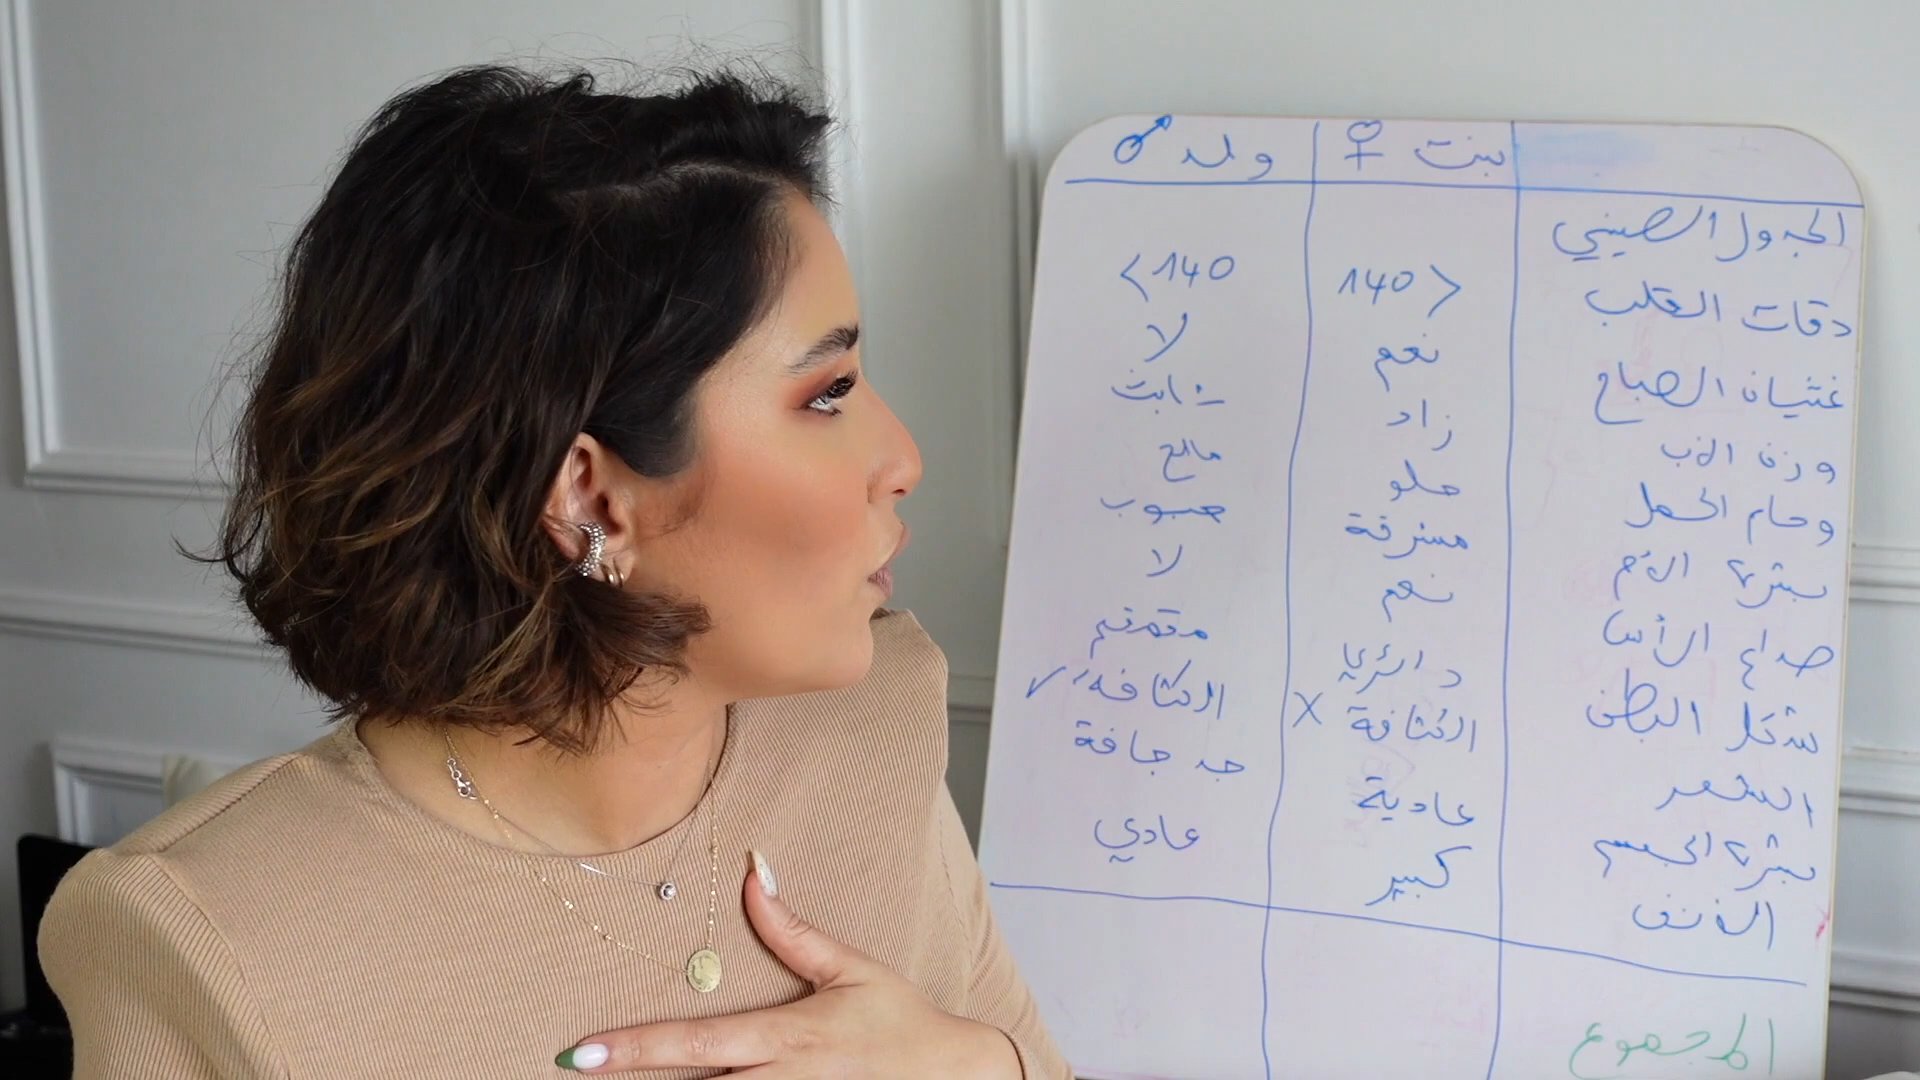 بنت ♀ ولد ♂
الجدول الصيني
دقات القلب 140 > < 140
غثيان الصباح نعم لا
وزن الأب زاد ثابت
وحام الحمل حلو مالح
بشرة الأم مشرقة حبوب
صداع الرأس نعم لا
شكل البطن دائري
الشعر الكثافة X الكثافة ✓
بشرة الجسم عادية جد جافة
الأنف كبير عادي
المجموع